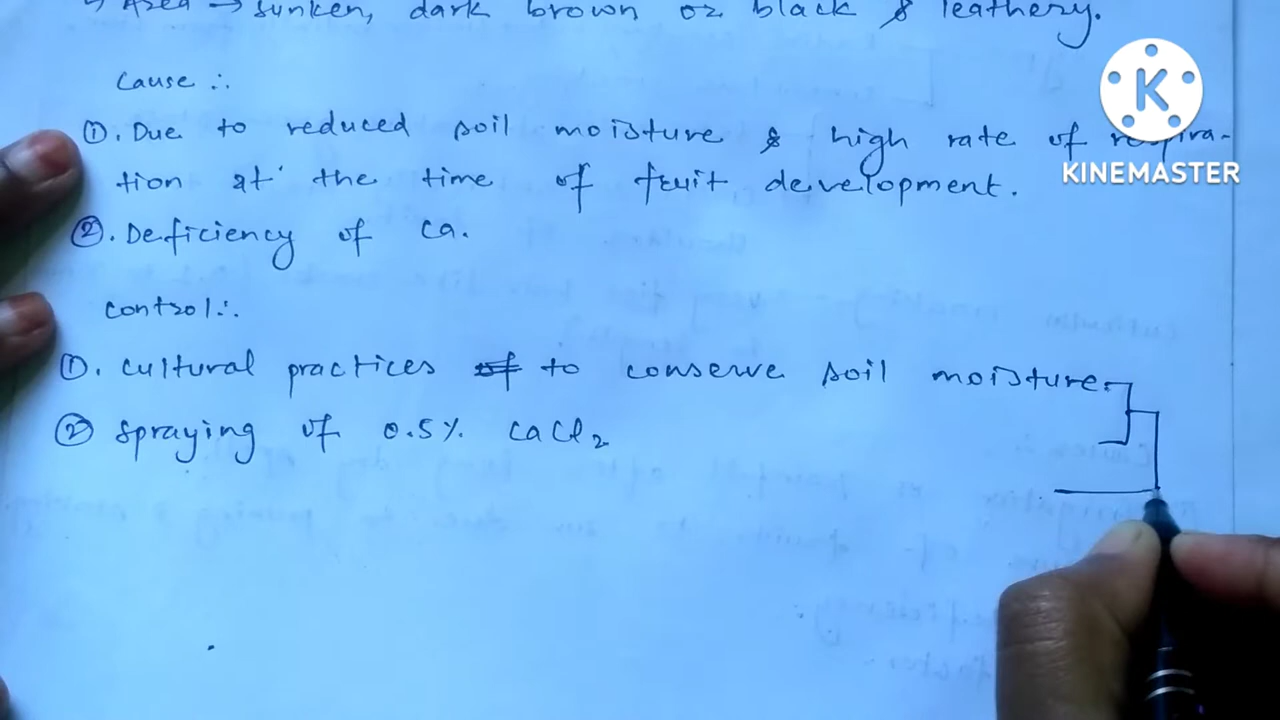 ↳ Area → sunken, dark brown or black & leathery.
Cause ∴
①. Due to reduced soil moisture & high rate of respira-
tion at the time of fruit development.
②. Deficiency of Ca.
Control ∴
①. Cultural practices of to conserve soil moisture.
② Spraying of 0.5% CaCl₂
KINEMASTER